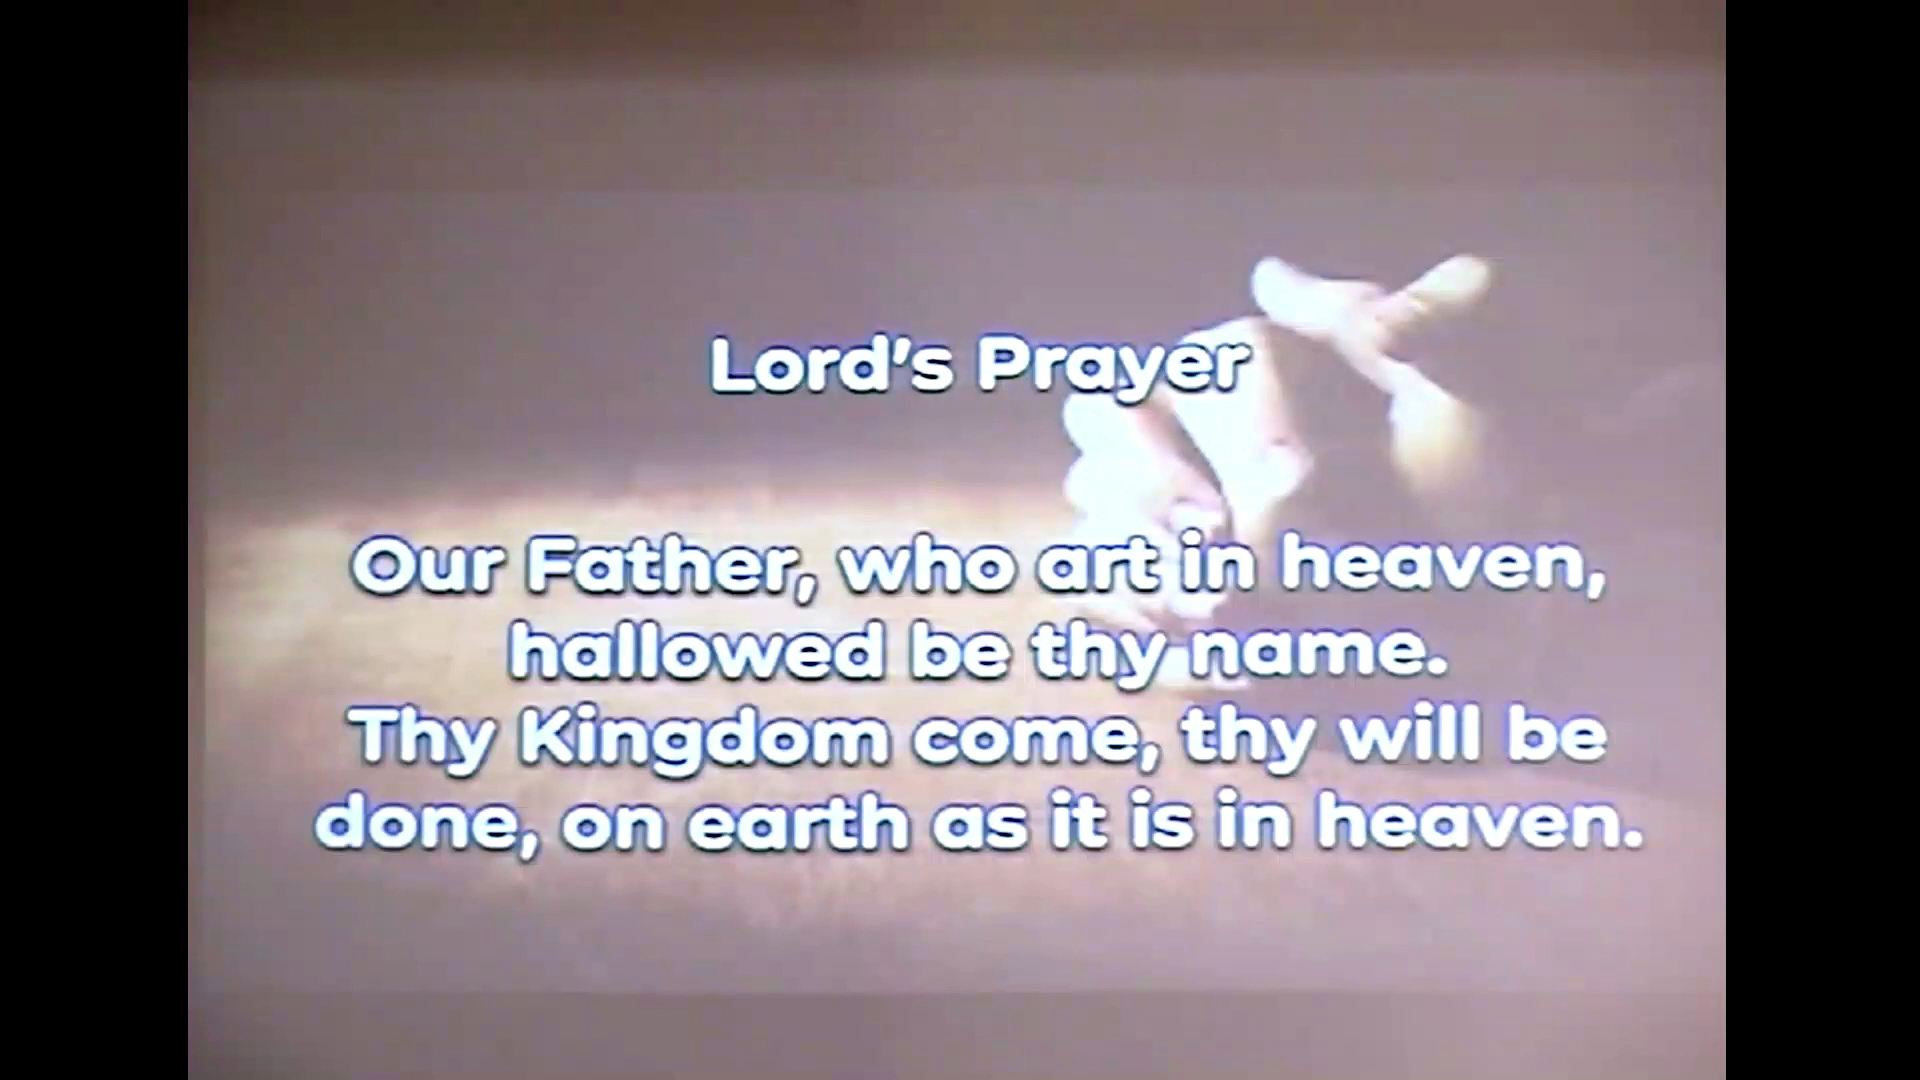 Lord's Prayer
Our Father, who art in heaven,
hallowed be thy name.
Thy Kingdom come, thy will be
done, on earth as it is in heaven.